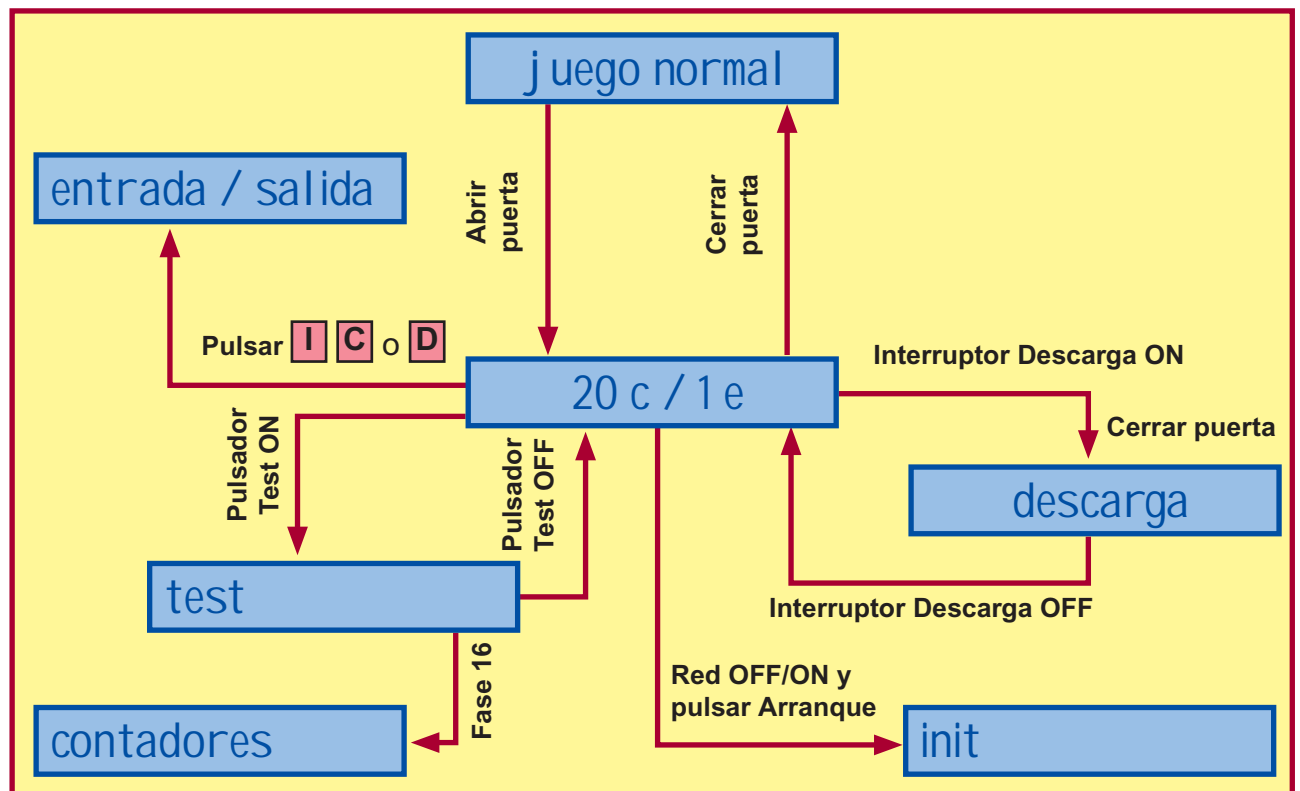 juego normal
entrada / salida
Abrir
puerta
Cerrar
puerta
Pulsar I C o D
Interruptor Descarga ON
20 c / 1 e
Cerrar puerta
Pulsador
Test ON
Pulsador
Test OFF
descarga
test
Interruptor Descarga OFF
Fase 16
Red OFF/ON y
pulsar Arranque
contadores
init